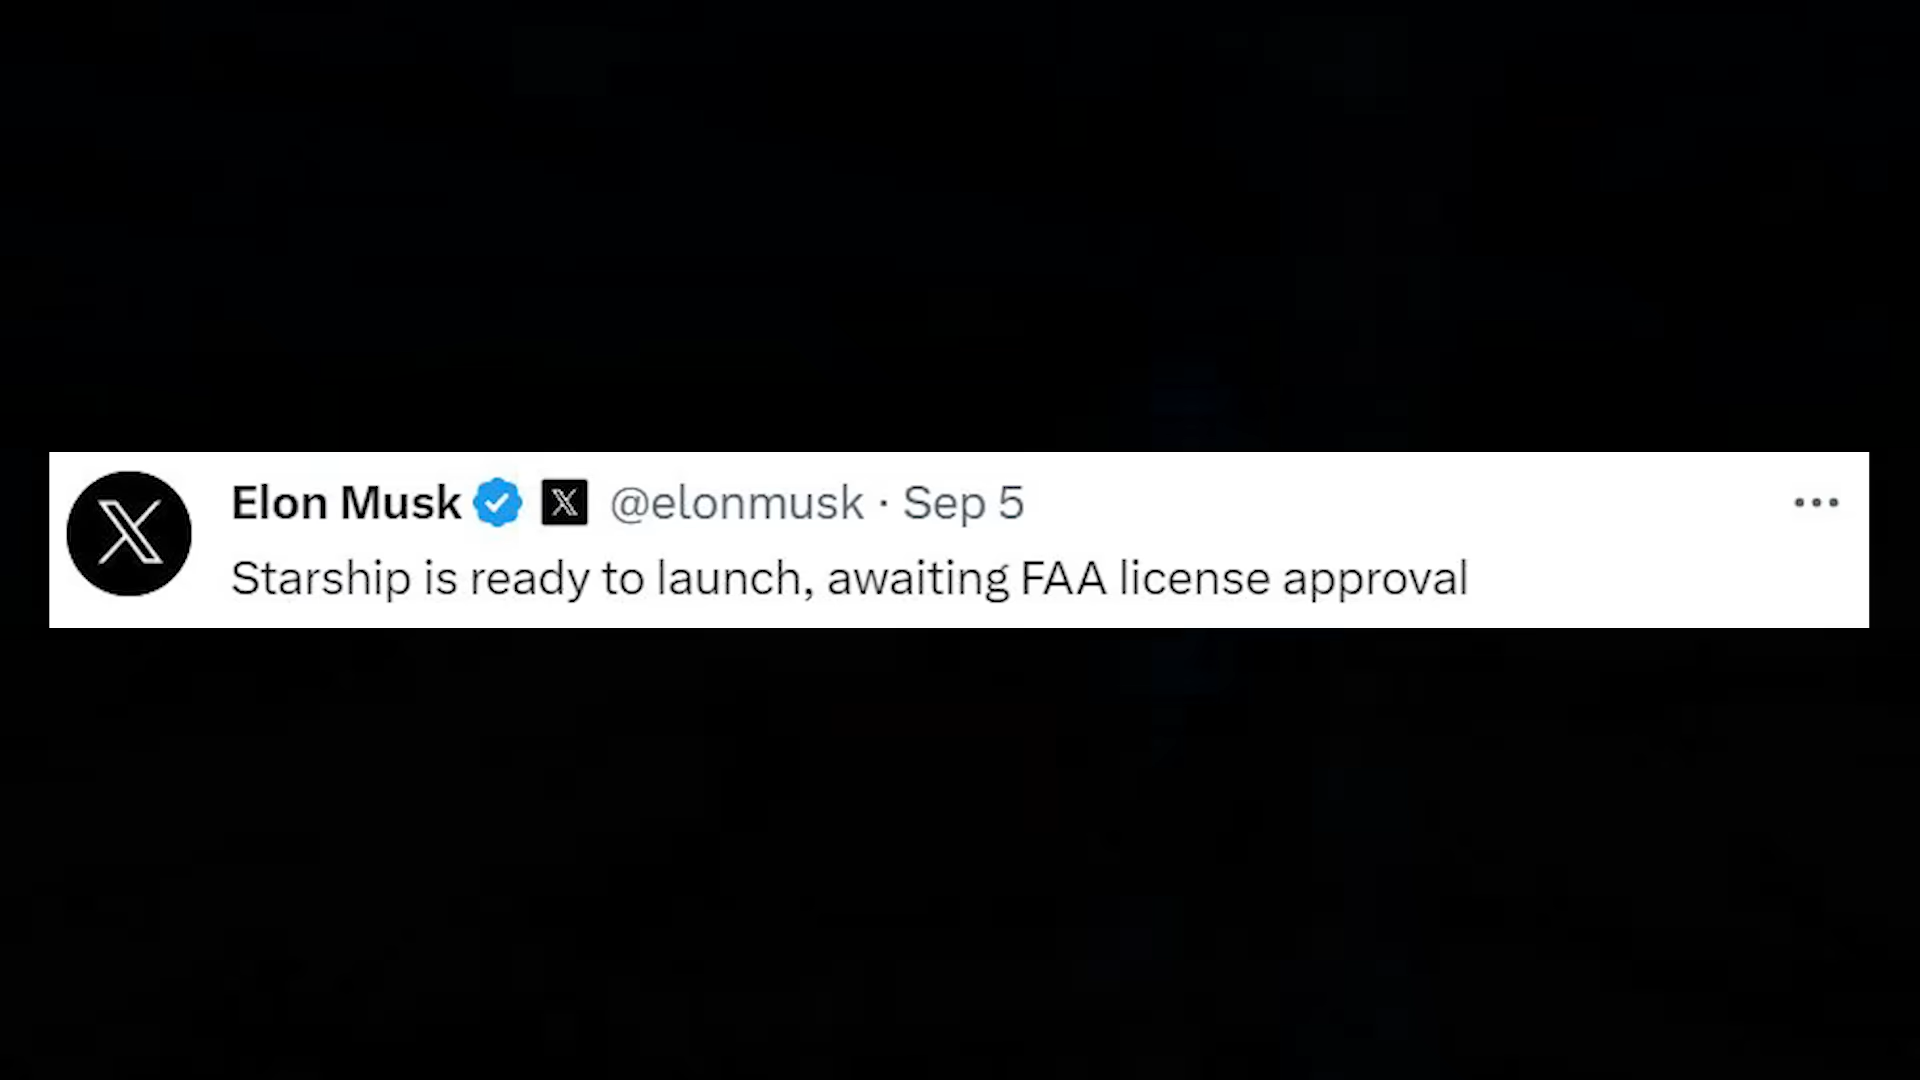 Elon Musk @elonmusk · Sep 5
Starship is ready to launch, awaiting FAA license approval